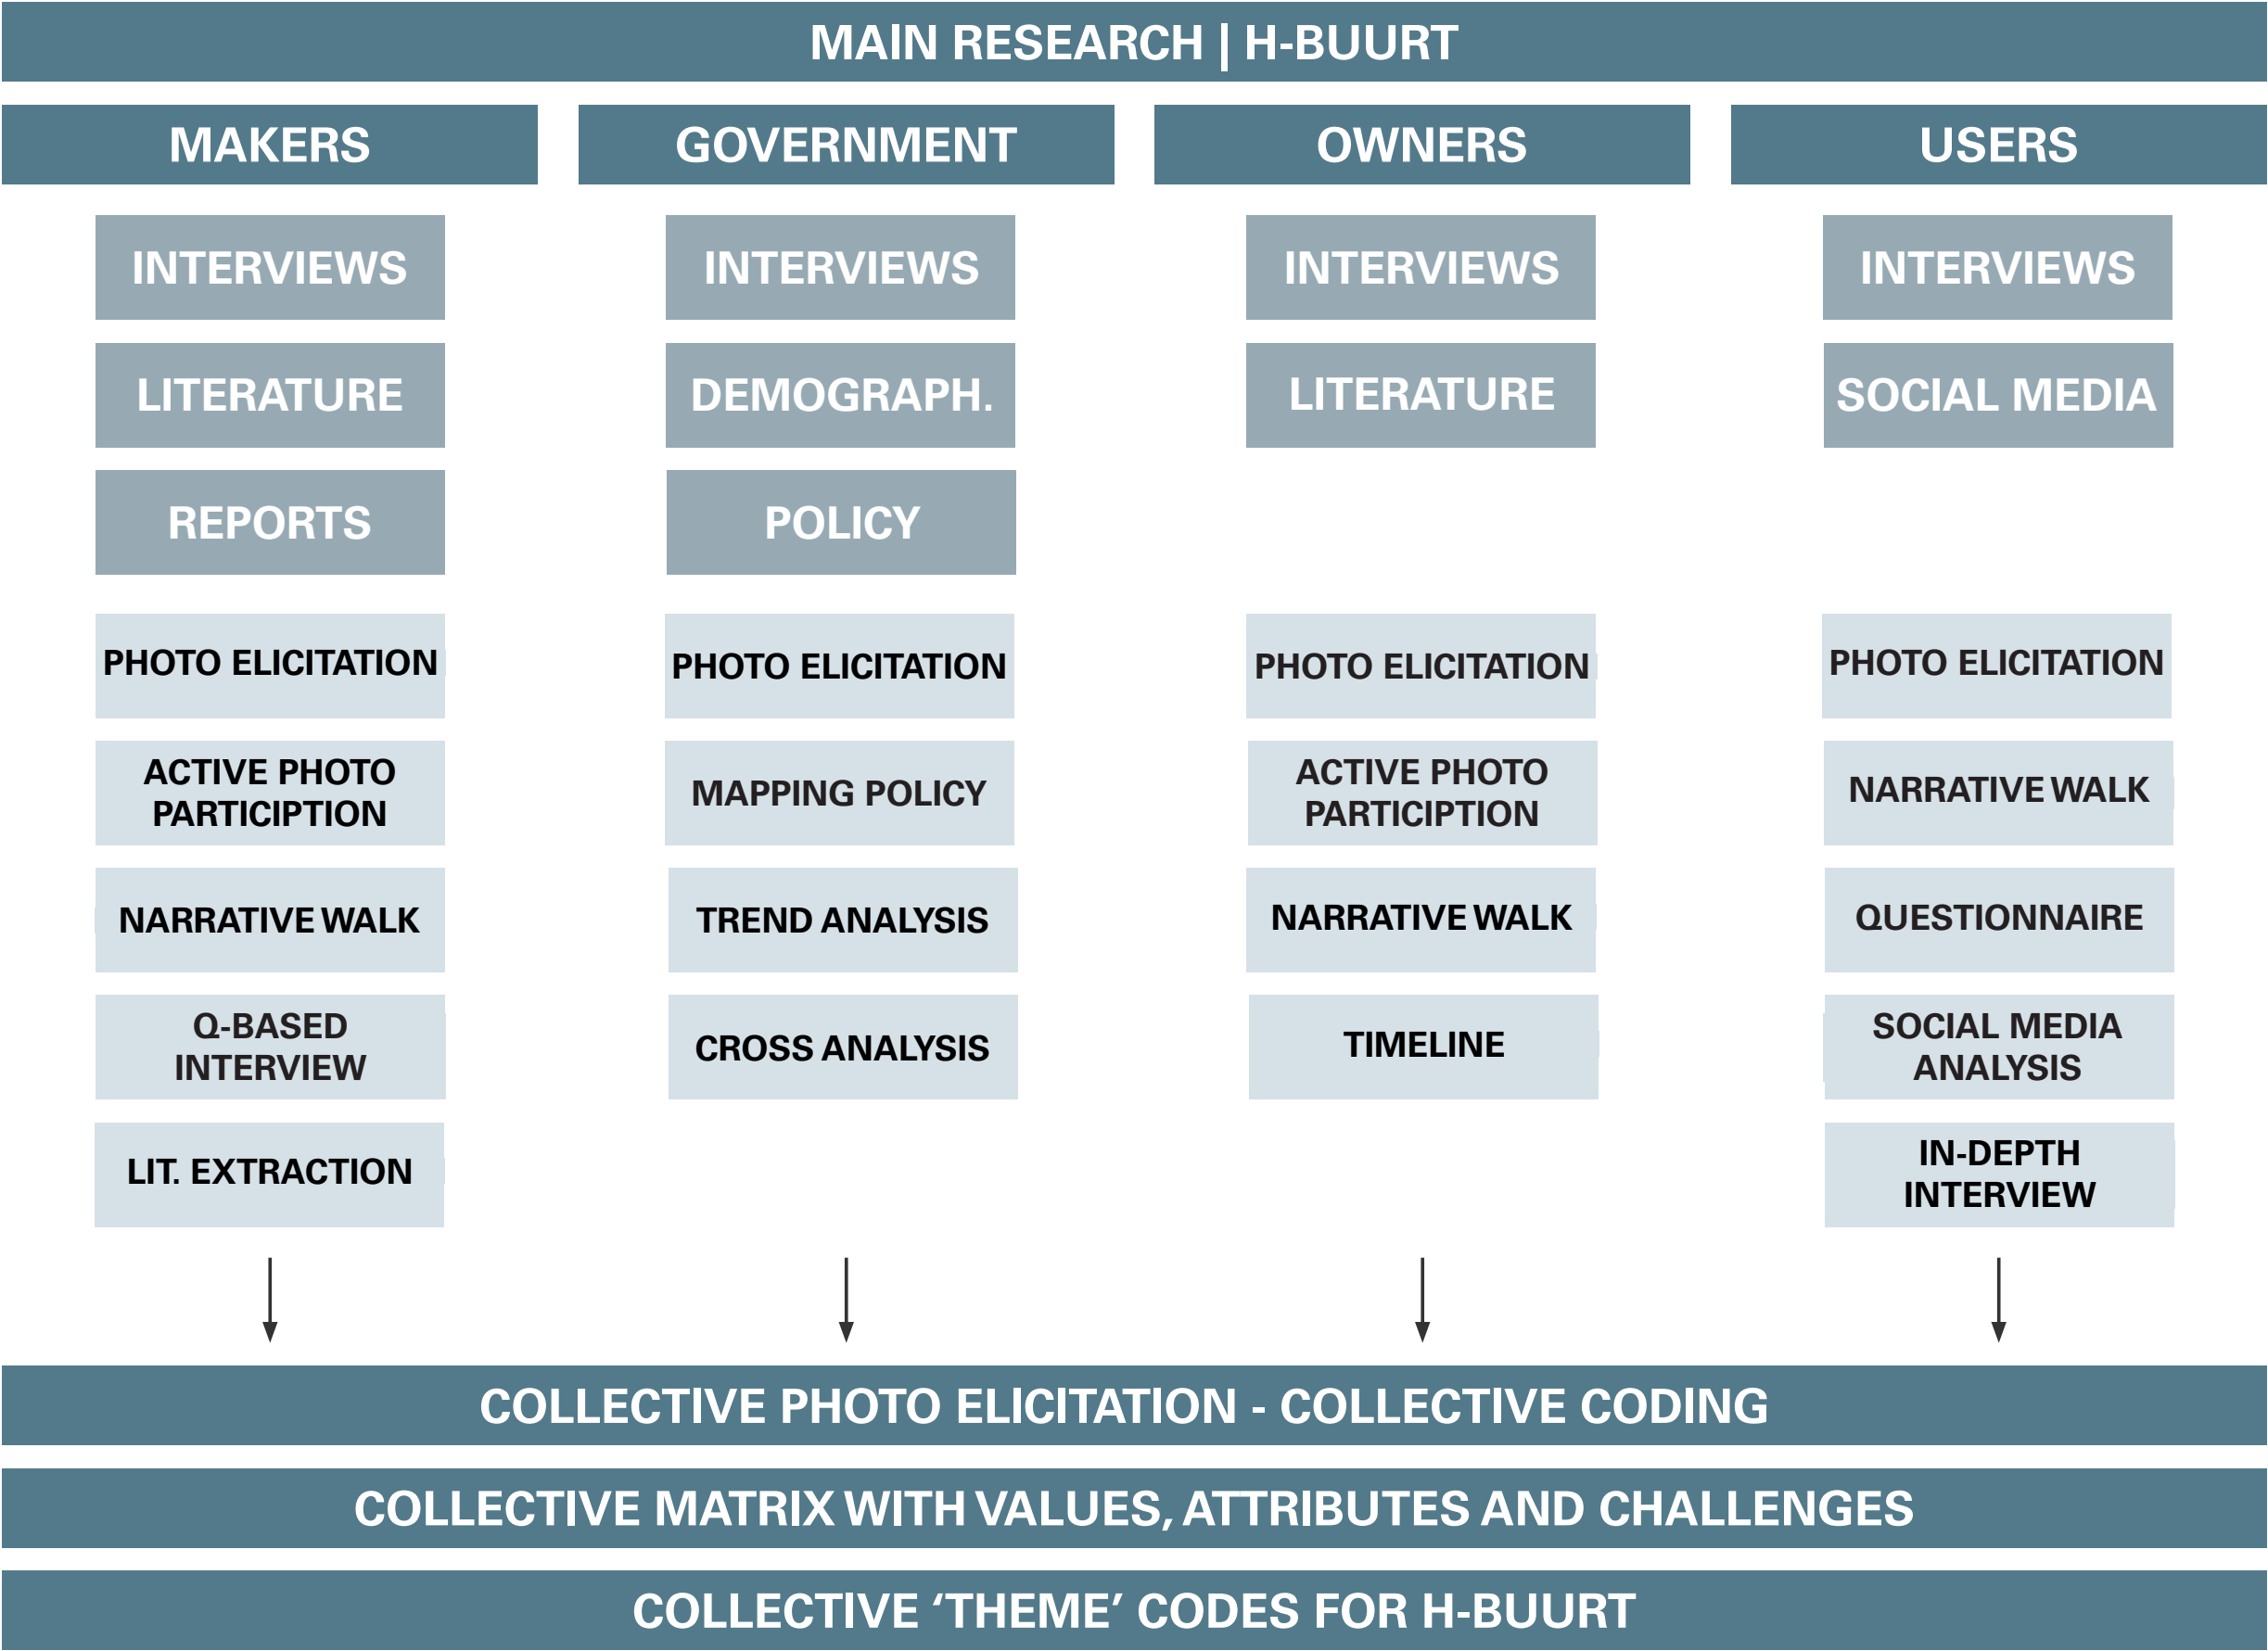 MAIN RESEARCH | H-BUURT
MAKERS
INTERVIEWS
LITERATURE
REPORTS
PHOTO ELICITATION
ACTIVE PHOTO
PARTICIPTION
NARRATIVE WALK
Q-BASED
INTERVIEW
LIT. EXTRACTION
GOVERNMENT
INTERVIEWS
DEMOGRAPH.
POLICY
PHOTO ELICITATION
MAPPING POLICY
TREND ANALYSIS
CROSS ANALYSIS
OWNERS
INTERVIEWS
LITERATURE
PHOTO ELICITATION
ACTIVE PHOTO
PARTICIPTION
NARRATIVE WALK
TIMELINE
USERS
INTERVIEWS
SOCIAL MEDIA
PHOTO ELICITATION
NARRATIVE WALK
QUESTIONNAIRE
SOCIAL MEDIA
ANALYSIS
IN-DEPTH
INTERVIEW
COLLECTIVE PHOTO ELICITATION - COLLECTIVE CODING
COLLECTIVE MATRIX WITH VALUES, ATTRIBUTES AND CHALLENGES
COLLECTIVE ‘THEME’ CODES FOR H-BUURT